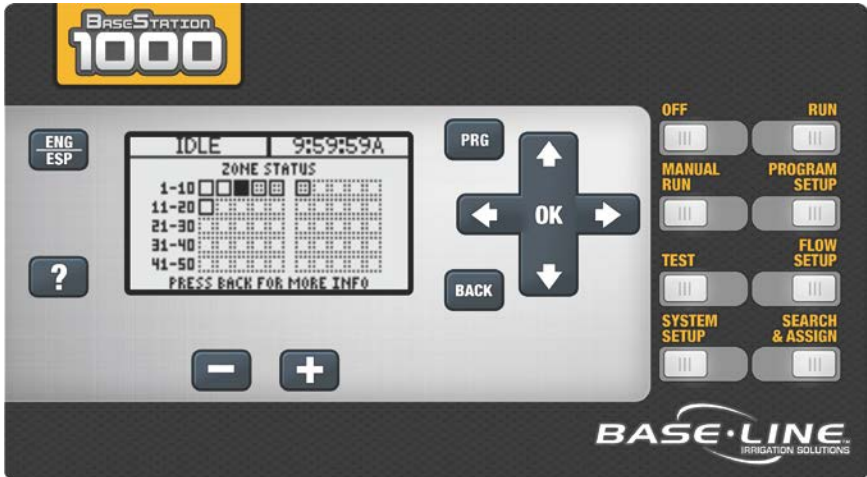 BASESTATION
1000
ENG
ESP
?
IDLE 9:59:59A
ZONE STATUS
1-10
11-20
21-30
31-40
41-50
PRESS BACK FOR MORE INFO
PRG
OK
BACK
- +
OFF RUN
MANUAL RUN
PROGRAM SETUP
TEST
FLOW SETUP
SYSTEM SETUP
SEARCH & ASSIGN
BASE·LINE
IRRIGATION SOLUTIONS